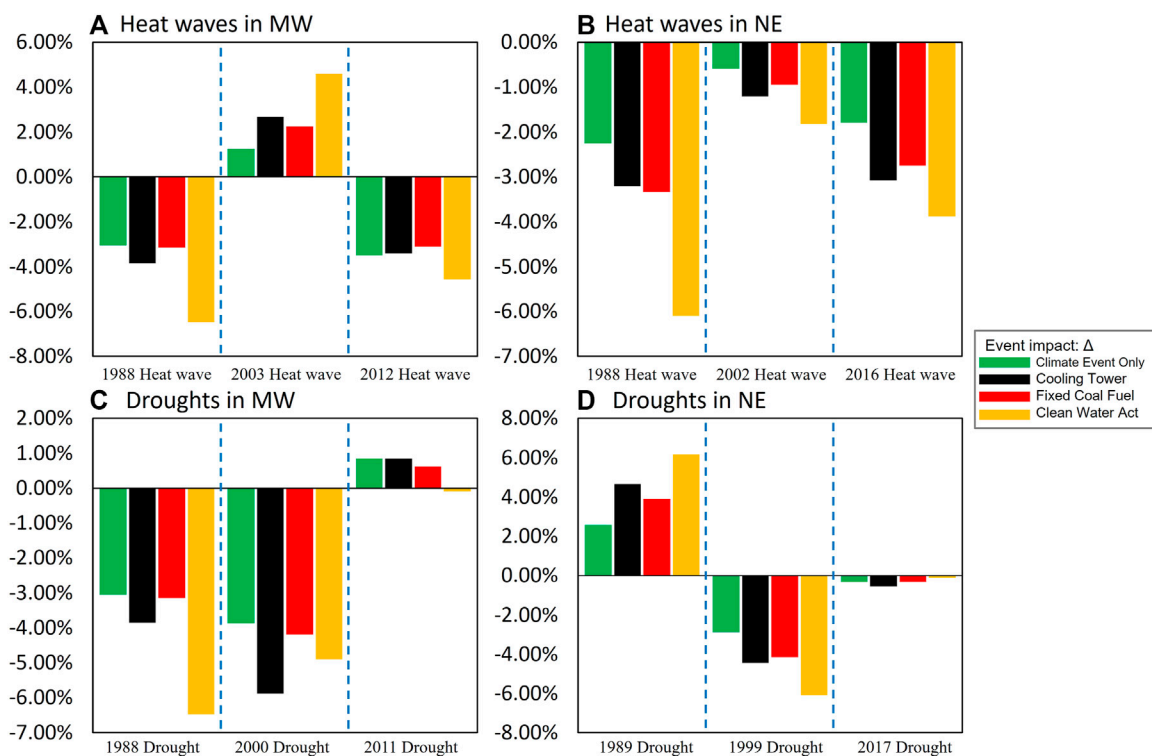 A Heat waves in MW
6.00%
4.00%
2.00%
0.00%
-2.00%
-4.00%
-6.00%
-8.00%
1988 Heat wave 2003 Heat wave 2012 Heat wave
B Heat waves in NE
0.00%
-1.00%
-2.00%
-3.00%
-4.00%
-5.00%
-6.00%
-7.00%
1988 Heat wave 2002 Heat wave 2016 Heat wave
Event impact: Δ
Climate Event Only
Cooling Tower
Fixed Coal Fuel
Clean Water Act
C Droughts in MW
2.00%
1.00%
0.00%
-1.00%
-2.00%
-3.00%
-4.00%
-5.00%
-6.00%
-7.00%
1988 Drought 2000 Drought 2011 Drought
D Droughts in NE
8.00%
6.00%
4.00%
2.00%
0.00%
-2.00%
-4.00%
-6.00%
-8.00%
1989 Drought 1999 Drought 2017 Drought